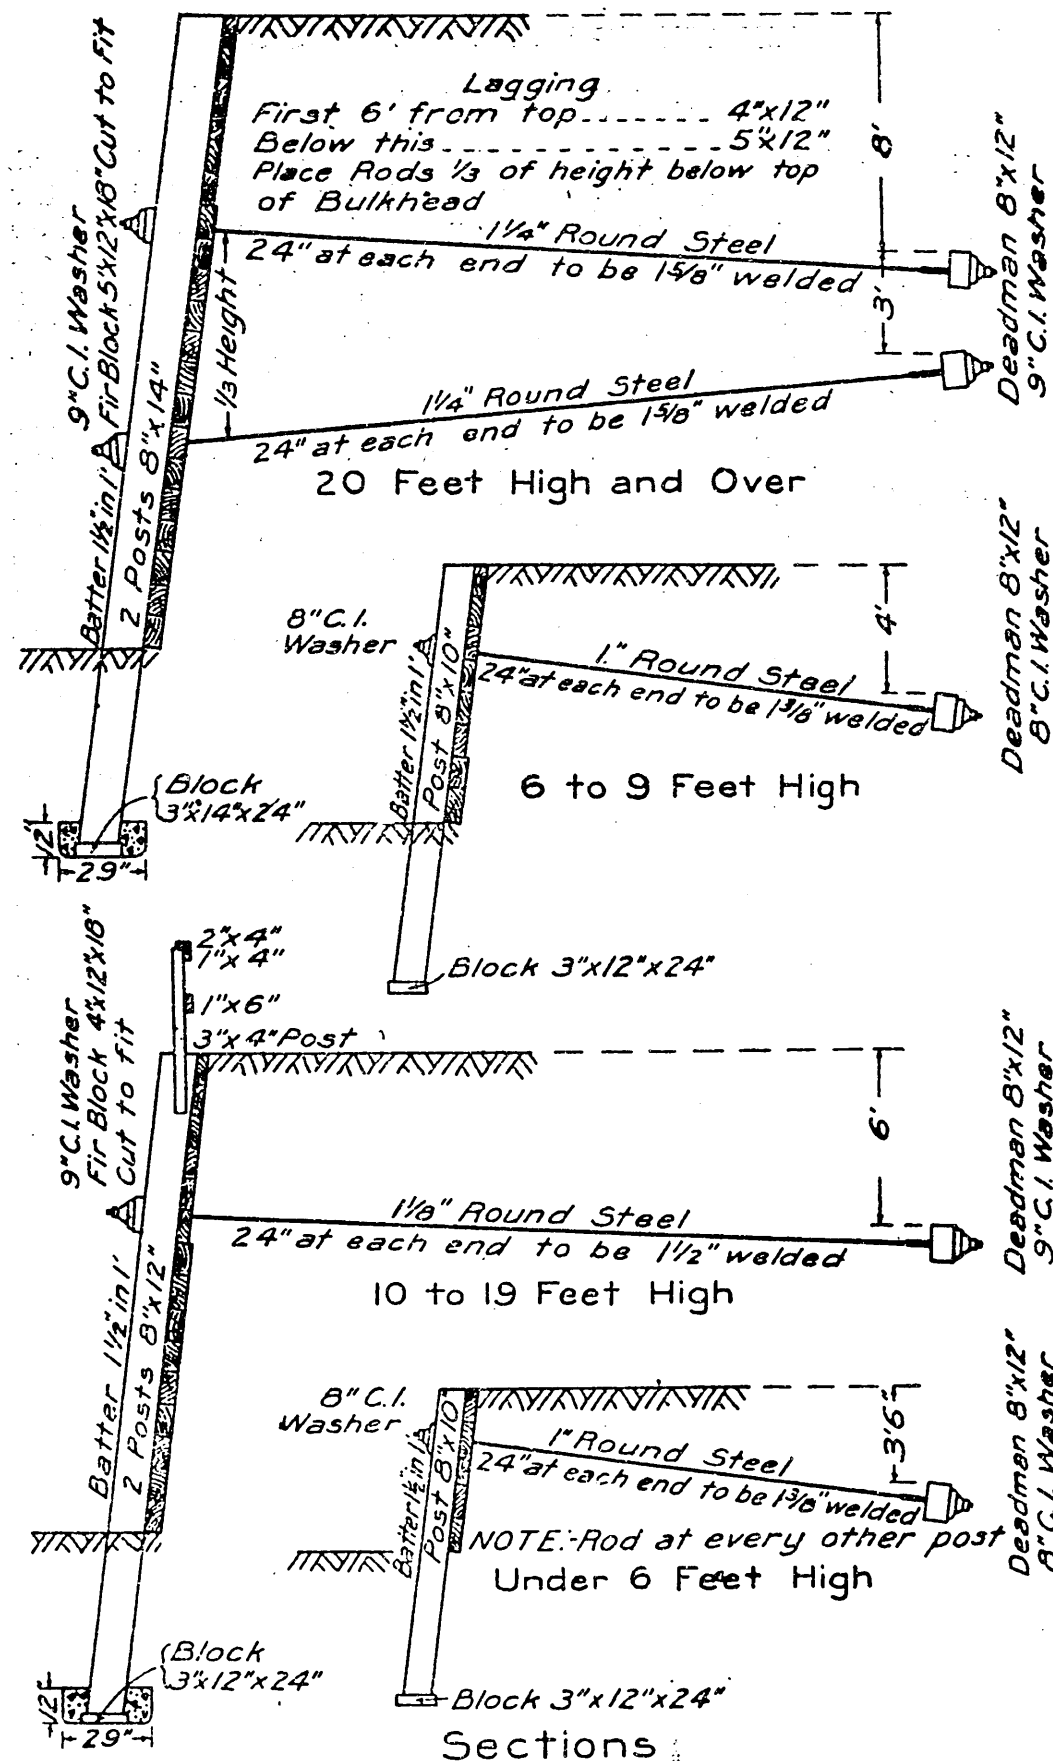 Lagging
First 6' from top........ 4"x12"
Below this............. 5"x12"
Place Rods 1/3 of height below top
of Bulkhead
9" C.I. Washer
Fir Block 5"x12"x18" Cut to Fit
1 1/4" Round Steel
24" at each end to be 1 5/8" welded
8'
3'
Deadman 8"x12"
9" C.I. Washer
1/3 Height
1 1/4" Round Steel
24" at each end to be 1 5/8" welded
Batter 1 1/2" in 1'
2 Posts 8"x14"
20 Feet High and Over
Block
3"x14"x24"
12"
29"
8" C.I.
Washer
1" Round Steel
24" at each end to be 1 3/8" welded
4'
Deadman 8"x12"
8" C.I. Washer
Batter 1 1/2" in 1'
Post 8"x10"
6 to 9 Feet High
Block 3"x12"x24"
2"x4"
1"x4"
1"x6"
3"x4" Post
9" C.I. Washer
Fir Block 4"x12"x18"
Cut to fit
6'
Deadman 8"x12"
9" C.I. Washer
1 1/8" Round Steel
24" at each end to be 1 1/2" welded
10 to 19 Feet High
Batter 1 1/2" in 1'
2 Posts 8"x12"
Block
3"x12"x24"
12"
29"
8" C.I.
Washer
1" Round Steel
24" at each end to be 1 3/8" welded
3'6"
Deadman 8"x12"
8" C.I. Washer
Batter 1 1/2" in 1'
Post 8"x10"
NOTE:-Rod at every other post
Under 6 Feet High
Block 3"x12"x24"
Sections